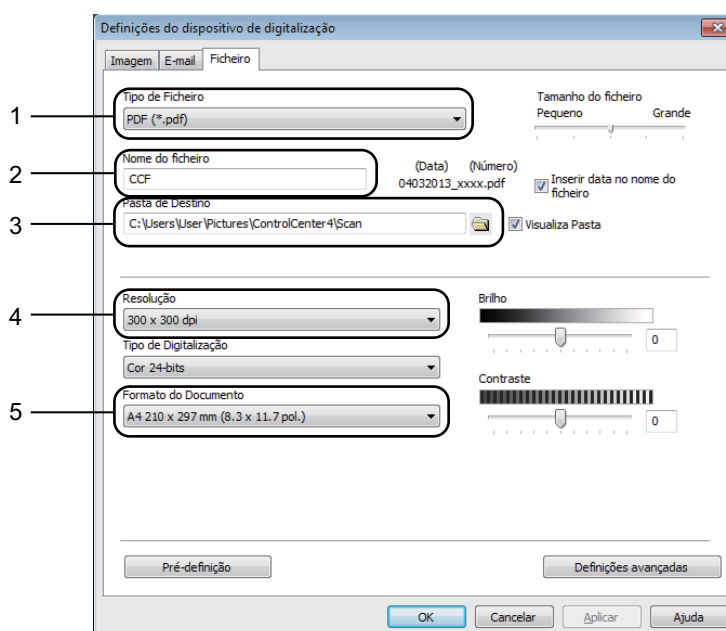 Definições do dispositivo de digitalização
Imagem E-mail Ficheiro
1
Tipo de Ficheiro
PDF (*.pdf)
Tamanho do ficheiro
Pequeno Grande
2
Nome do ficheiro
CCF
(Data) (Número)
04032013_xxxx.pdf
Inserir data no nome do
ficheiro
3
Pasta de Destino
C:\Users\User\Pictures\ControlCenter4\Scan
Visualiza Pasta
4
Resolução
300 x 300 dpi
Tipo de Digitalização
Cor 24-bits
5
Formato do Documento
A4 210 x 297 mm (8.3 x 11.7 pol.)
Brilho
0
Contraste
0
Pré-definição
Definições avançadas
OK Cancelar Aplicar Ajuda